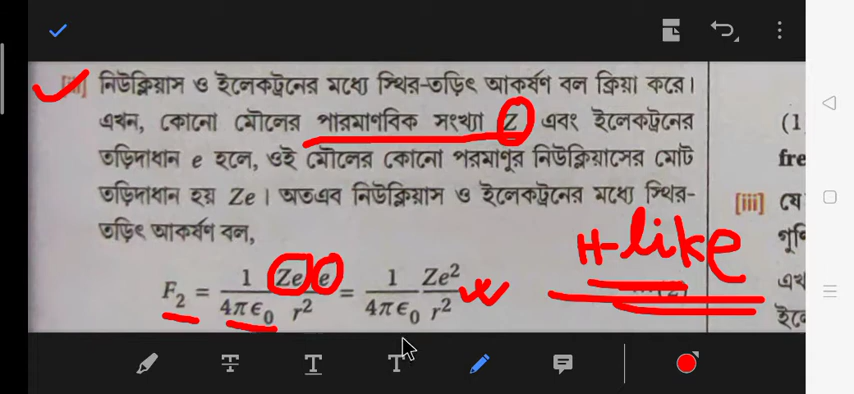 [ii] নিউক্লিয়াস ও ইলেকট্রনের মধ্যে স্থির-তড়িৎ আকর্ষণ বল ক্রিয়া করে।
এখন, কোনো মৌলের পারমাণবিক সংখ্যা Z এবং ইলেকট্রনের
তড়িদাধান e হলে, ওই মৌলের কোনো পরমাণুর নিউক্লিয়াসের মোট
তড়িদাধান হয় Ze। অতএব নিউক্লিয়াস ও ইলেকট্রনের মধ্যে স্থির-
তড়িৎ আকর্ষণ বল,
F₂ = 1/4πϵ₀ Ze e/r² = 1/4πϵ₀ Ze²/r²
H-like
(1
fre
[iii] যে
এখ
T
T
T